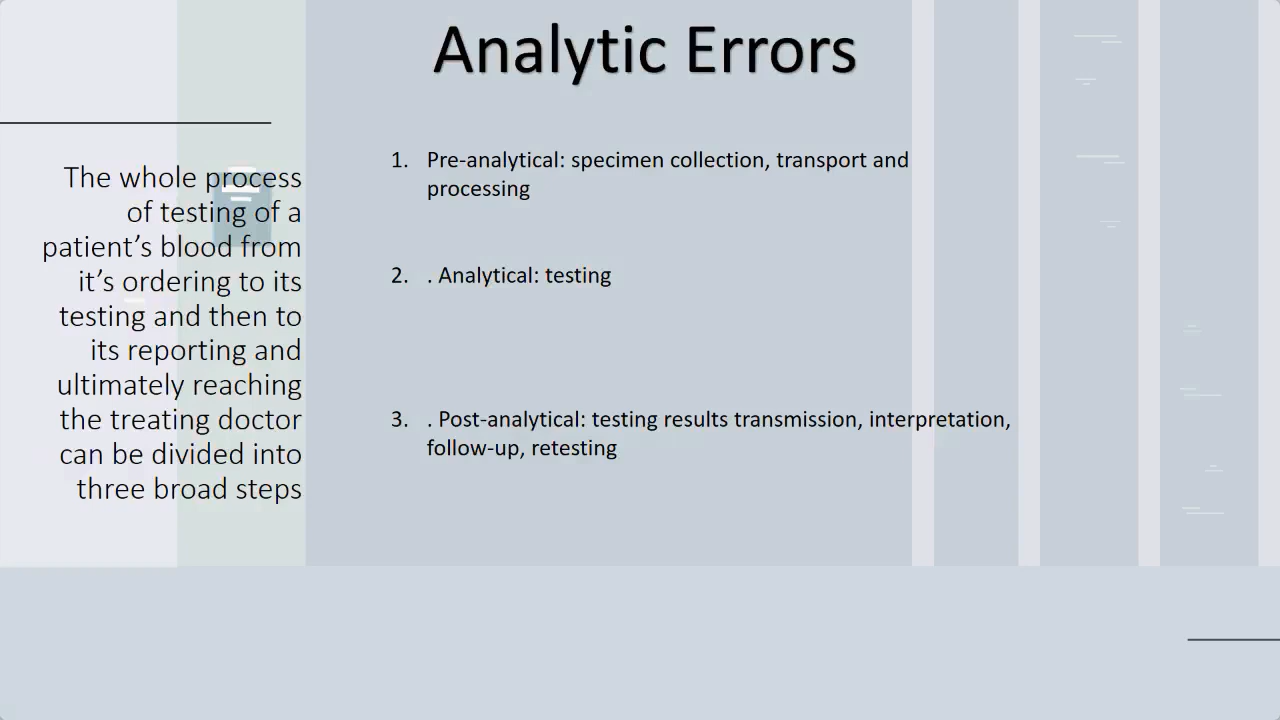 Analytic Errors
The whole process
of testing of a
patient’s blood from
it’s ordering to its
testing and then to
its reporting and
ultimately reaching
the treating doctor
can be divided into
three broad steps
1. Pre-analytical: specimen collection, transport and
processing
2. . Analytical: testing
3. . Post-analytical: testing results transmission, interpretation,
follow-up, retesting